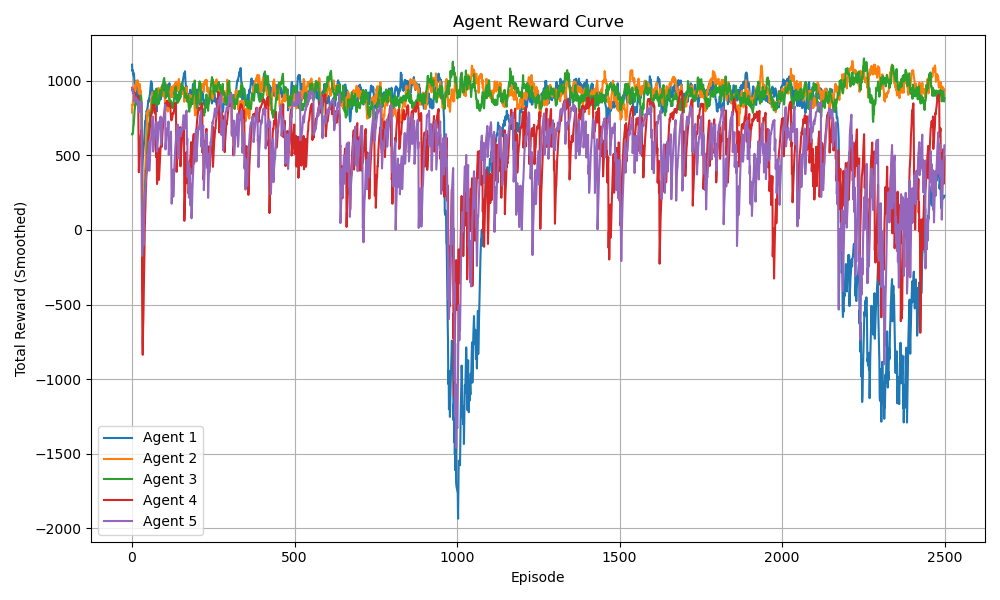 Agent Reward Curve
Total Reward (Smoothed)
1000
500
0
−500
−1000
−1500
−2000
Agent 1
Agent 2
Agent 3
Agent 4
Agent 5
0 500 1000 1500 2000 2500
Episode